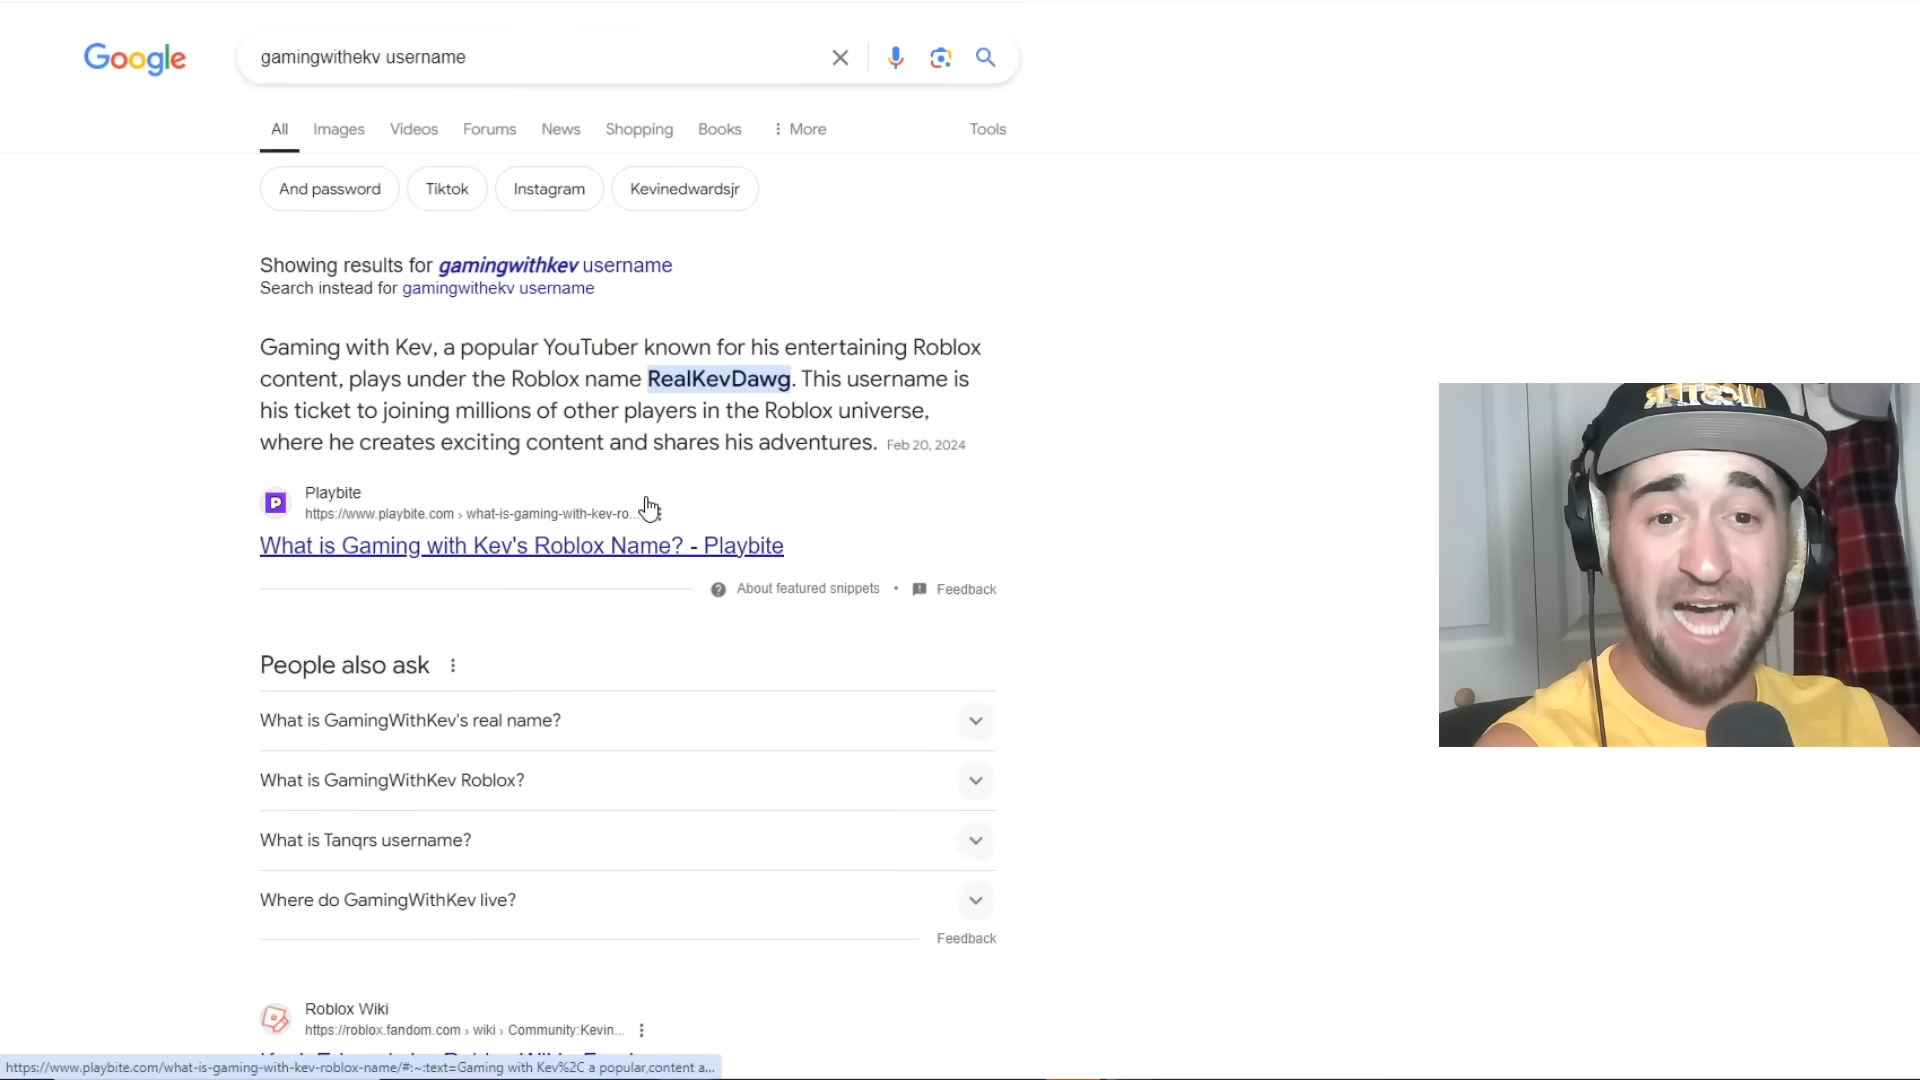 Google
gamingwithekv username
All Images Videos Forums News Shopping Books More Tools
And password Tiktok Instagram Kevinedwardsjr
Showing results for gamingwithkev username
Search instead for gamingwithekv username
Gaming with Kev, a popular YouTuber known for his entertaining Roblox
content, plays under the Roblox name RealKevDawg. This username is
his ticket to joining millions of other players in the Roblox universe,
where he creates exciting content and shares his adventures. Feb 20, 2024
Playbite
https://www.playbite.com › what-is-gaming-with-kev-ro...
What is Gaming with Kev's Roblox Name? - Playbite
About featured snippets • Feedback
People also ask
What is GamingWithKev's real name?
What is GamingWithKev Roblox?
What is Tanqrs username?
Where do GamingWithKev live?
Feedback
Roblox Wiki
https://roblox.fandom.com › wiki › Community:Kevin...
https://www.playbite.com/what-is-gaming-with-kev-roblox-name/#:~:text=Gaming with Kev%2C a popular,content a...